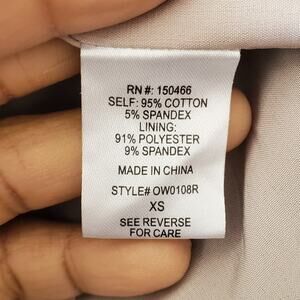 RN #: 150466
SELF: 95% COTTON
5% SPANDEX
LINING:
91% POLYESTER
9% SPANDEX
MADE IN CHINA
STYLE# OW0108R
XS
SEE REVERSE
FOR CARE